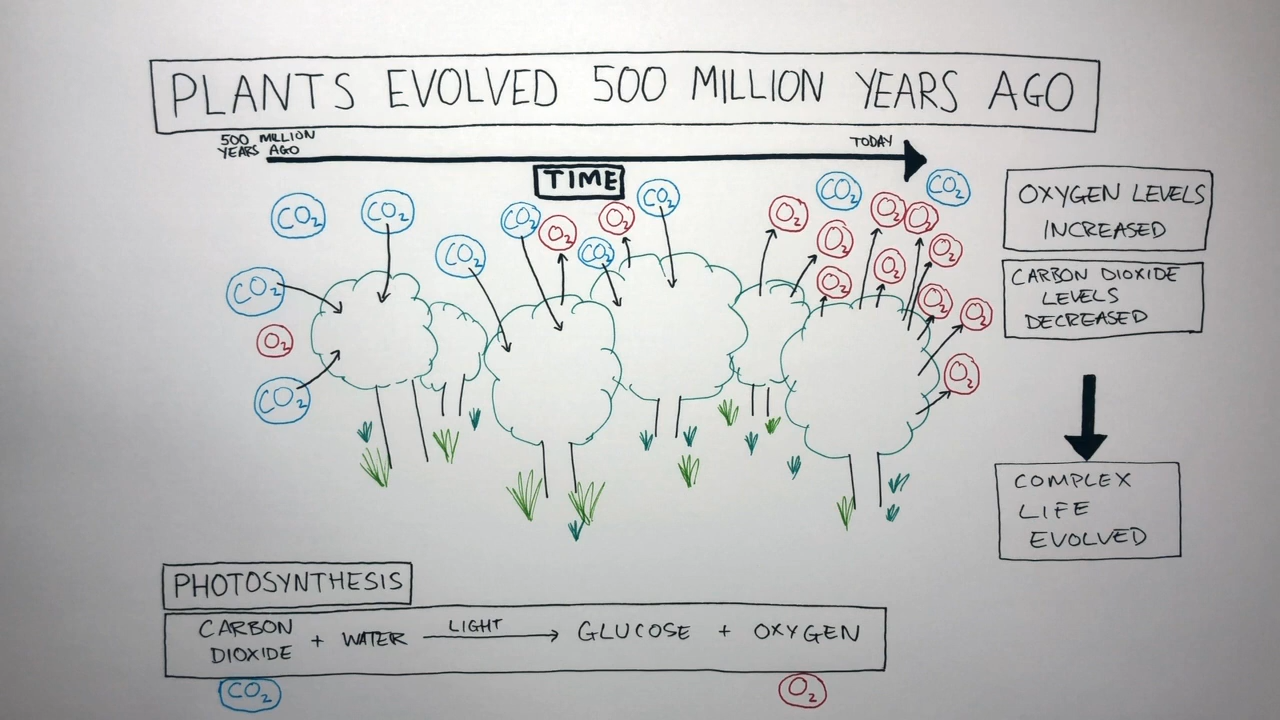 PLANTS EVOLVED 500 MILLION YEARS AGO
500 MILLION
YEARS AGO
TODAY
TIME
CO2
CO2
CO2
CO2
CO2
CO2
CO2
CO2
CO2
CO2
O2
O2
O2
O2
O2
O2
O2
O2
O2
O2
O2
O2
O2
O2
OXYGEN LEVELS
INCREASED
CARBON DIOXIDE
LEVELS
DECREASED
COMPLEX
LIFE
EVOLVED
PHOTOSYNTHESIS
CARBON
DIOXIDE + WATER LIGHT GLUCOSE + OXYGEN
CO2
O2